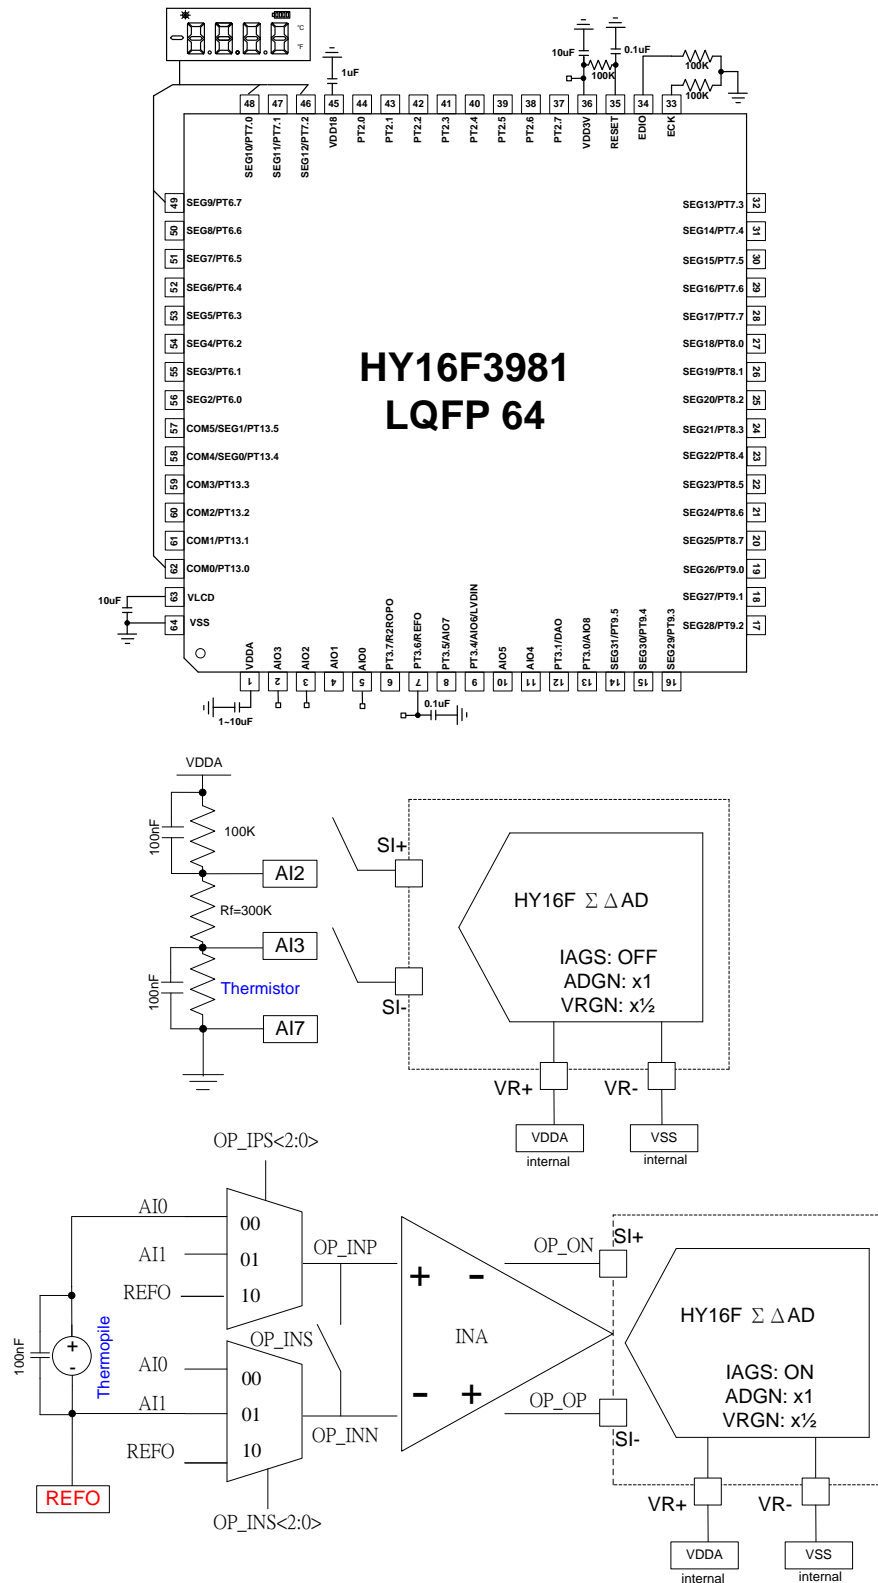 °C
°F
1uF
10uF
0.1uF
100K
100K
100K
48 47 46 45 44 43 42 41 40 39 38 37 36 35 34 33
SEG10/PT7.0
SEG11/PT7.1
SEG12/PT7.2
VDD18
PT2.0
PT2.1
PT2.2
PT2.3
PT2.4
PT2.5
PT2.6
PT2.7
VDD3V
RESET
EDIO
ECK
49 SEG9/PT6.7
50 SEG8/PT6.6
51 SEG7/PT6.5
52 SEG6/PT6.4
53 SEG5/PT6.3
54 SEG4/PT6.2
55 SEG3/PT6.1
56 SEG2/PT6.0
57 COM5/SEG1/PT13.5
58 COM4/SEG0/PT13.4
59 COM3/PT13.3
60 COM2/PT13.2
61 COM1/PT13.1
62 COM0/PT13.0
63 VLCD
64 VSS
10uF
HY16F3981
LQFP 64
SEG13/PT7.3 32
SEG14/PT7.4 31
SEG15/PT7.5 30
SEG16/PT7.6 29
SEG17/PT7.7 28
SEG18/PT8.0 27
SEG19/PT8.1 26
SEG20/PT8.2 25
SEG21/PT8.3 24
SEG22/PT8.4 23
SEG23/PT8.5 22
SEG24/PT8.6 21
SEG25/PT8.7 20
SEG26/PT9.0 19
SEG27/PT9.1 18
SEG28/PT9.2 17
VDDA
AIO3
AIO2
AIO1
AIO0
PT3.7/R2ROPO
PT3.6/REFO
PT3.5/AIO7
PT3.4/AIO6/LVDIN
AIO5
AIO4
PT3.1/DAO
PT3.0/AIO8
SEG31/PT9.5
SEG30/PT9.4
SEG29/PT9.3
1 2 3 4 5 6 7 8 9 10 11 12 13 14 15 16
1~10uF
0.1uF
VDDA
100nF
100K
AI2
Rf=300K
AI3
100nF
Thermistor
AI7
SI+
SI-
HY16F Σ Δ AD
IAGS: OFF
ADGN: x1
VRGN: x½
VR+
VR-
VDDA
VSS
internal
internal
OP_IPS<2:0>
AI0
00
AI1
01
REFO
10
OP_INP
OP_INS
AI0
00
AI1
01
REFO
10
OP_INN
OP_INS<2:0>
100nF
+
-
Thermopile
REFO
+ -
INA
- +
OP_ON
OP_OP
SI+
SI-
HY16F Σ Δ AD
IAGS: ON
ADGN: x1
VRGN: x½
VR+
VR-
VDDA
VSS
internal
internal